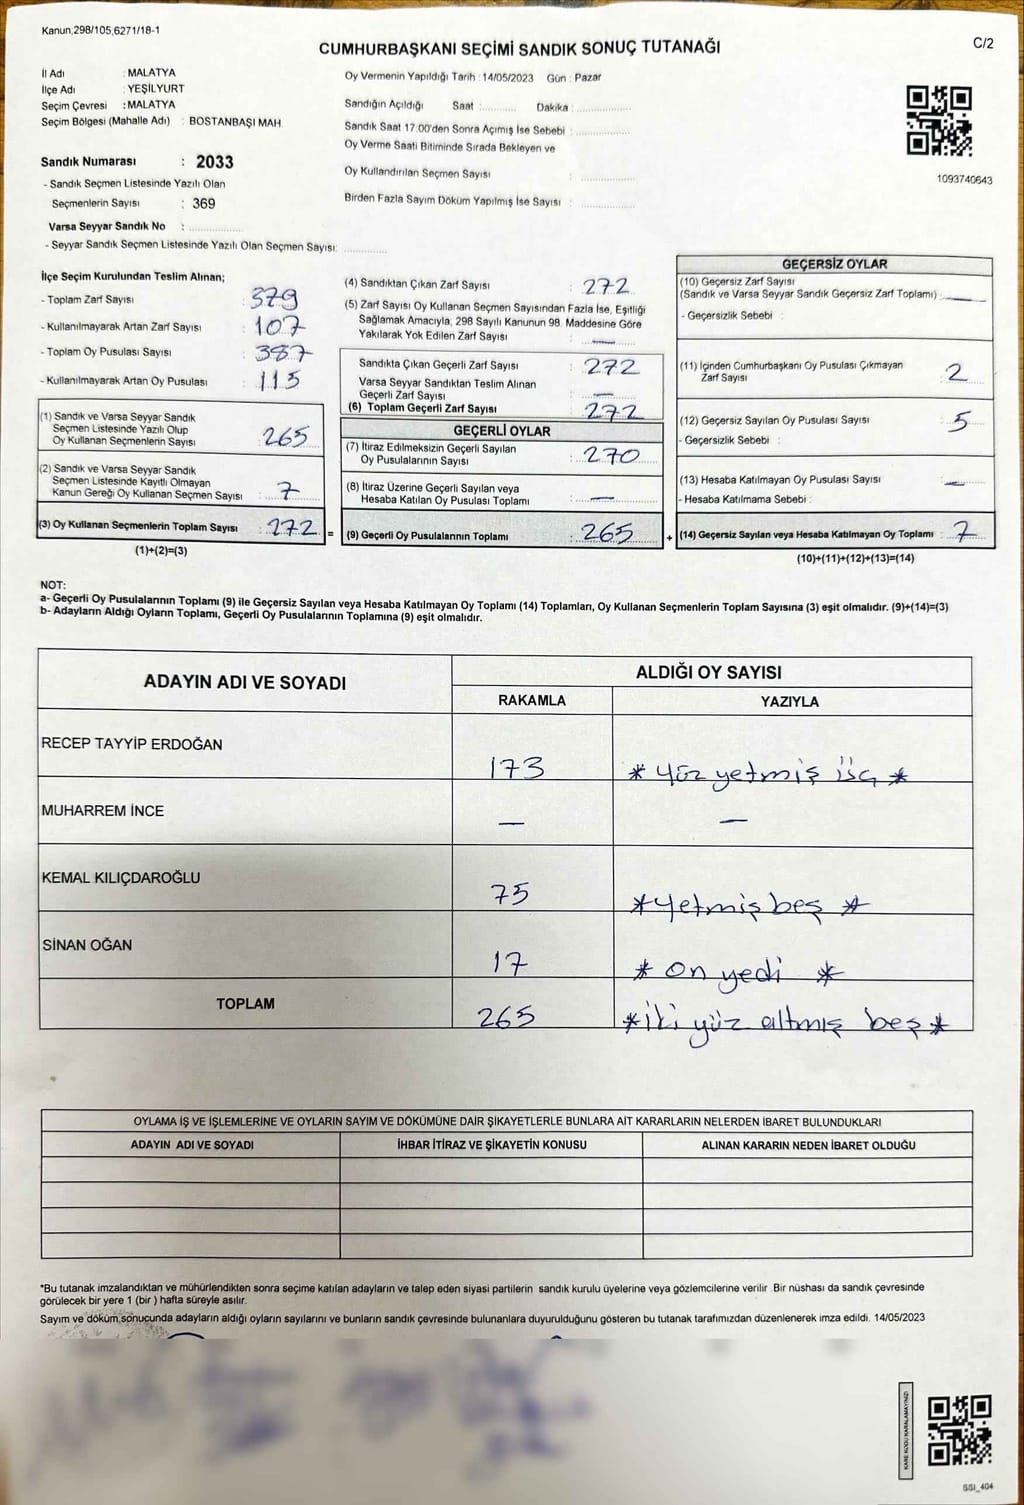 Kanun,298/105,6271/18-1
C/2
CUMHURBAŞKANI SEÇİMİ SANDIK SONUÇ TUTANAĞI
İl Adı : MALATYA
İlçe Adı : YEŞİLYURT
Seçim Çevresi : MALATYA
Seçim Bölgesi (Mahalle Adı) : BOSTANBAŞI MAH.
Sandık Numarası : 2033
- Sandık Seçmen Listesinde Yazılı Olan
Seçmenlerin Sayısı : 369
Varsa Seyyar Sandık No : ................
- Seyyar Sandık Seçmen Listesinde Yazılı Olan Seçmen Sayısı: ............
Oy Vermenin Yapıldığı Tarih : 14/05/2023 Gün : Pazar
Sandığın Açıldığı Saat :........... Dakika :................
Sandık Saat 17:00'den Sonra Açımış İse Sebebi :................
Oy Verme Saati Bitiminde Sırada Bekleyen ve
Oy Kullandırılan Seçmen Sayısı : ................
Birden Fazla Sayım Döküm Yapılmış İse Sayısı : ................
1093740643
İlçe Seçim Kurulundan Teslim Alınan;
- Toplam Zarf Sayısı : 379
- Kullanılmayarak Artan Zarf Sayısı : 107
- Toplam Oy Pusulası Sayısı : 387
- Kullanılmayarak Artan Oy Pusulası : 115
(1) Sandık ve Varsa Seyyar Sandık
Seçmen Listesinde Yazılı Olup
Oy Kullanan Seçmenlerin Sayısı : 265
(2) Sandık ve Varsa Seyyar Sandık
Seçmen Listesinde Kayıtlı Olmayan
Kanun Gereği Oy Kullanan Seçmen Sayısı : 7
(3) Oy Kullanan Seçmenlerin Toplam Sayısı : 272 =
(1)+(2)=(3)
(4) Sandıktan Çıkan Zarf Sayısı : 272
(5) Zarf Sayısı Oy Kullanan Seçmen Sayısından Fazla İse, Eşitliği
Sağlamak Amacıyla, 298 Sayılı Kanunun 98. Maddesine Göre
Yakılarak Yok Edilen Zarf Sayısı : —
Sandıkta Çıkan Geçerli Zarf Sayısı : 272
Varsa Seyyar Sandıktan Teslim Alınan
Geçerli Zarf Sayısı : —
(6) Toplam Geçerli Zarf Sayısı : 272
GEÇERLİ OYLAR
(7) İtiraz Edilmeksizin Geçerli Sayılan
Oy Pusulalarının Sayısı : 270
(8) İtiraz Üzerine Geçerli Sayılan veya
Hesaba Katılan Oy Pusulası Toplamı : —
(9) Geçerli Oy Pusulalarının Toplamı : 265 +
GEÇERSİZ OYLAR
(10) Geçersiz Zarf Sayısı
(Sandık ve Varsa Seyyar Sandık Geçersiz Zarf Toplamı) : —
- Geçersizlik Sebebi :
(11) İçinden Cumhurbaşkanı Oy Pusulası Çıkmayan
Zarf Sayısı : 2
(12) Geçersiz Sayılan Oy Pusulası Sayısı : 5
- Geçersizlik Sebebi :
(13) Hesaba Katılmayan Oy Pusulası Sayısı : —
- Hesaba Katılmama Sebebi :
(14) Geçersiz Sayılan veya Hesaba Katılmayan Oy Toplamı : 7
(10)+(11)+(12)+(13)=(14)
NOT:
a- Geçerli Oy Pusulalarının Toplamı (9) ile Geçersiz Sayılan veya Hesaba Katılmayan Oy Toplamı (14) Toplamları, Oy Kullanan Seçmenlerin Toplam Sayısına (3) eşit olmalıdır. (9)+(14)=(3)
b- Adayların Aldığı Oyların Toplamı, Geçerli Oy Pusulalarının Toplamına (9) eşit olmalıdır.
ADAYIN ADI VE SOYADI
ALDIĞI OY SAYISI
RAKAMLA YAZIYLA
RECEP TAYYİP ERDOĞAN 173 * yüz yetmiş üç *
MUHARREM İNCE — —
KEMAL KILIÇDAROĞLU 75 * yetmiş beş *
SİNAN OĞAN 17 * on yedi *
TOPLAM 265 * iki yüz altmış beş *
OYLAMA İŞ VE İŞLEMLERİNE VE OYLARIN SAYIM VE DÖKÜMÜNE DAİR ŞİKAYETLERLE BUNLARA AİT KARARLARIN NELERDEN İBARET BULUNDUKLARI
ADAYIN ADI VE SOYADI İHBAR İTİRAZ VE ŞİKAYETİN KONUSU ALINAN KARARIN NEDEN İBARET OLDUĞU
*Bu tutanak imzalandıktan ve mühürlendikten sonra seçime katılan adayların ve talep eden siyasi partilerin sandık kurulu üyelerine veya gözlemcilerine verilir .Bir nüshası da sandık çevresinde
görülecek bir yere 1 (bir ) hafta süreyle asılır.
Sayım ve döküm sonucunda adayların aldığı oyların sayılarını ve bunların sandık çevresinde bulunanlara duyurulduğunu gösteren bu tutanak tarafımızdan düzenlenerek imza edildi. 14/05/2023
KARE KODU KARALAMAYINIZ!
SSI_404